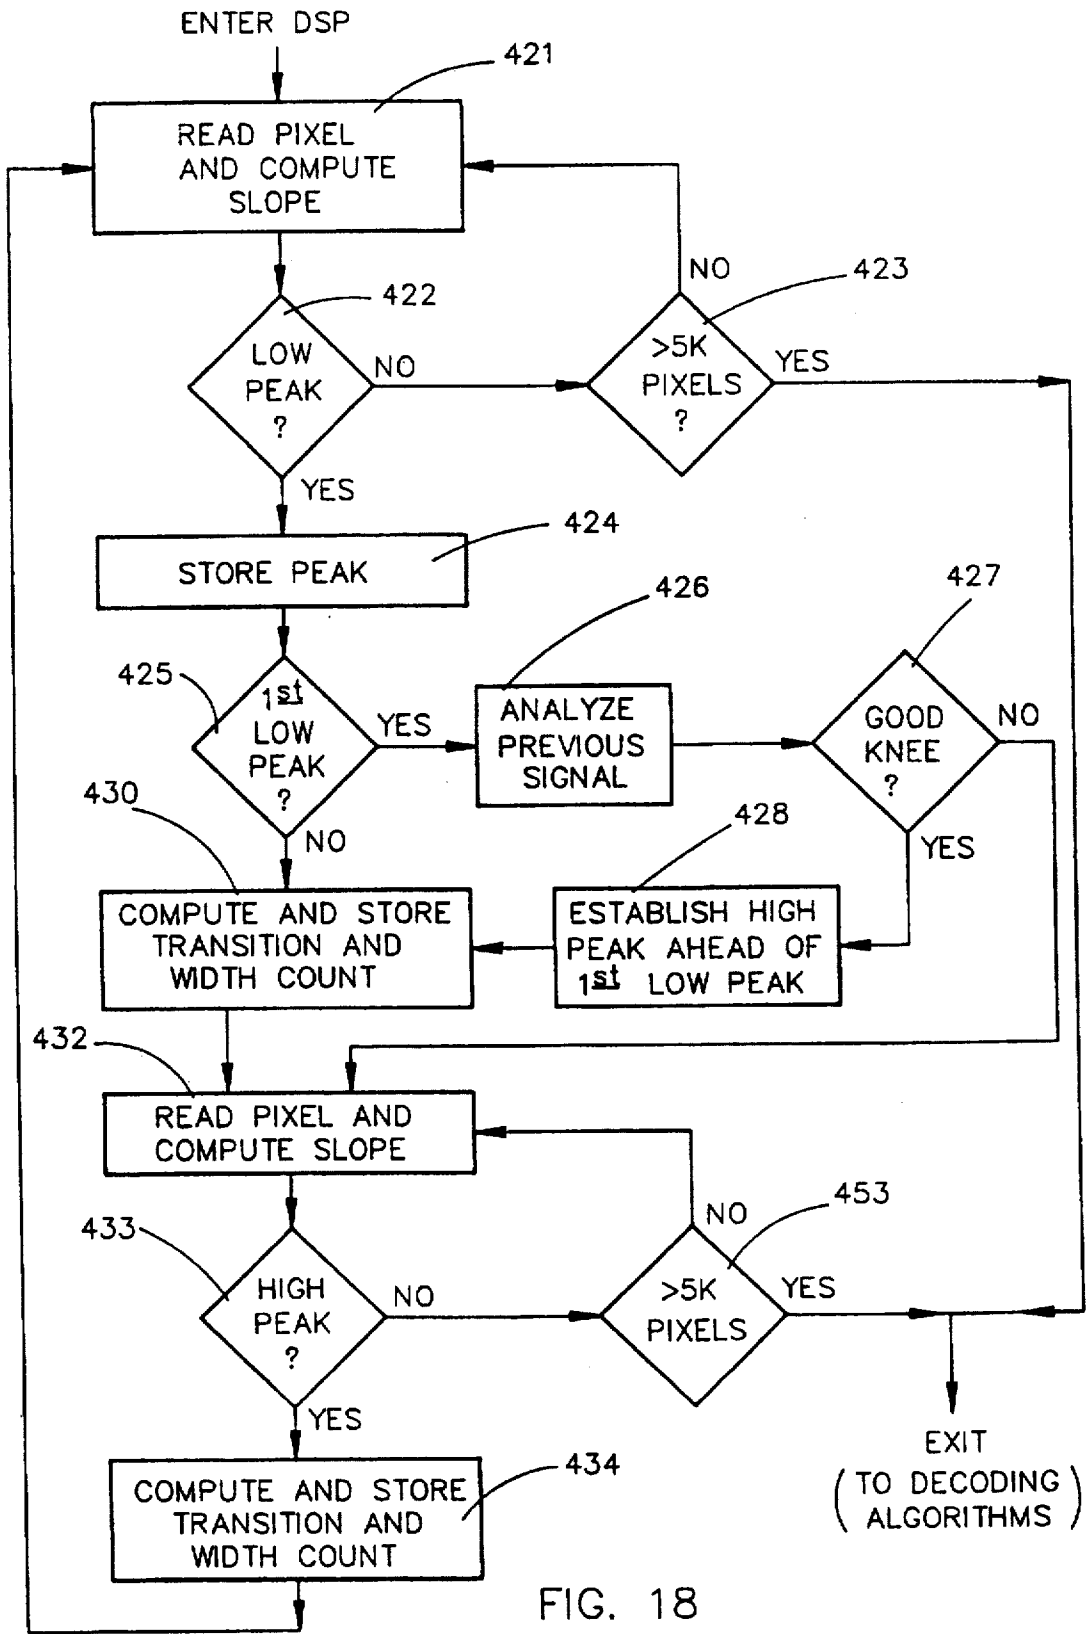 ENTER DSP
421
READ PIXEL
AND COMPUTE
SLOPE
NO
423
422
LOW
PEAK
?
NO
>5K
PIXELS
?
YES
YES
424
STORE PEAK
426
427
425
1st
LOW
PEAK
?
YES
ANALYZE
PREVIOUS
SIGNAL
GOOD
KNEE
?
NO
430
NO
428
YES
COMPUTE AND STORE
TRANSITION AND
WIDTH COUNT
ESTABLISH HIGH
PEAK AHEAD OF
1st LOW PEAK
432
READ PIXEL AND
COMPUTE SLOPE
453
NO
433
HIGH
PEAK
?
NO
>5K
PIXELS
YES
YES
EXIT
(TO DECODING
ALGORITHMS)
434
COMPUTE AND STORE
TRANSITION AND
WIDTH COUNT
FIG. 18